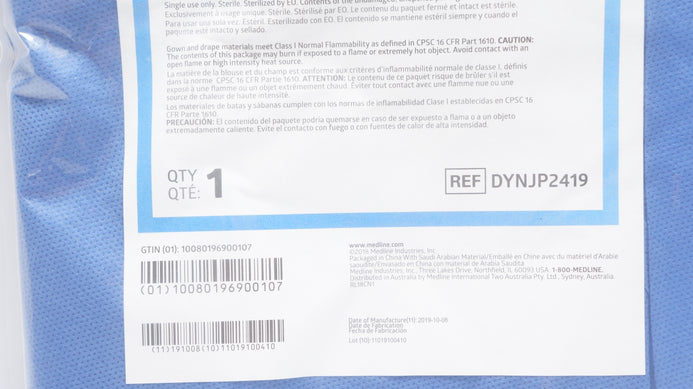 Single use only. Sterile. Sterilized by EO. Contents of the undamaged,
Exclusivement à usage unique. Stérile. Stérilisé par EO. Le contenu du paquet fermé et intact est stérile.
Para usar una sola vez. Estéril. Esterilizado con EO. El contenido se mantiene estéril siempre y cuando el
paquete no esté abierto y
Gown and drape materials meet Class I Normal Flammability as defined in CPSC 16 CFR Part 1610. CAUTION:
The contents of this package may burn if exposed to a flame or extremely hot object. Avoid contact with an
open flame or high intensity heat source.
La matière de la blouse et du champ est conforme aux critères d'inflammabilité normale de classe I, définis
dans la norme CPSC 16 CFR Partie 1610. ATTENTION: Le contenu de ce paquet risque de brûler s'il est
exposé à une flamme ou un objet extrêmement chaud. Éviter tout contact avec une flamme nue ou une
source de chaleur de haute intensité.
Los materiales de batas y sábanas cumplen con los normas de inflamabilidad Clase I establecidas en CPSC 16
CFR Parte 1610.
PRECAUCIÓN: El contenido del paquete podría quemarse en caso de ser expuesto a flama o a un objeto
extremadamente caliente. Evite el contacto con fuego o con fuentes de calor de alta intensidad.
QTY
QTÉ: 1
REF DYNJP2419
GTIN (01): 10080196900107
(01)10080196900107
(11)191008(10)11019100410
www.medline.com
©2018 Medline Industries, Inc.
Packaged in China With Saudi Arabian Material/Emballé en Chine avec du matériel d'Arabie
saoudite/Envasado en China con material de Arabia Saudita
Medline Industries, Inc., Three Lakes Drive, Northfield, IL 60093 USA. 1-800-MEDLINE.
Distributed in Australia by Medline International Two Australia Pty. Ltd., Sydney, Australia.
RL18CN1
Date of Manufacture(11): 2019-10-08
Date de Fabrication
Fecha de Fabricación
Lot (10):11019100410